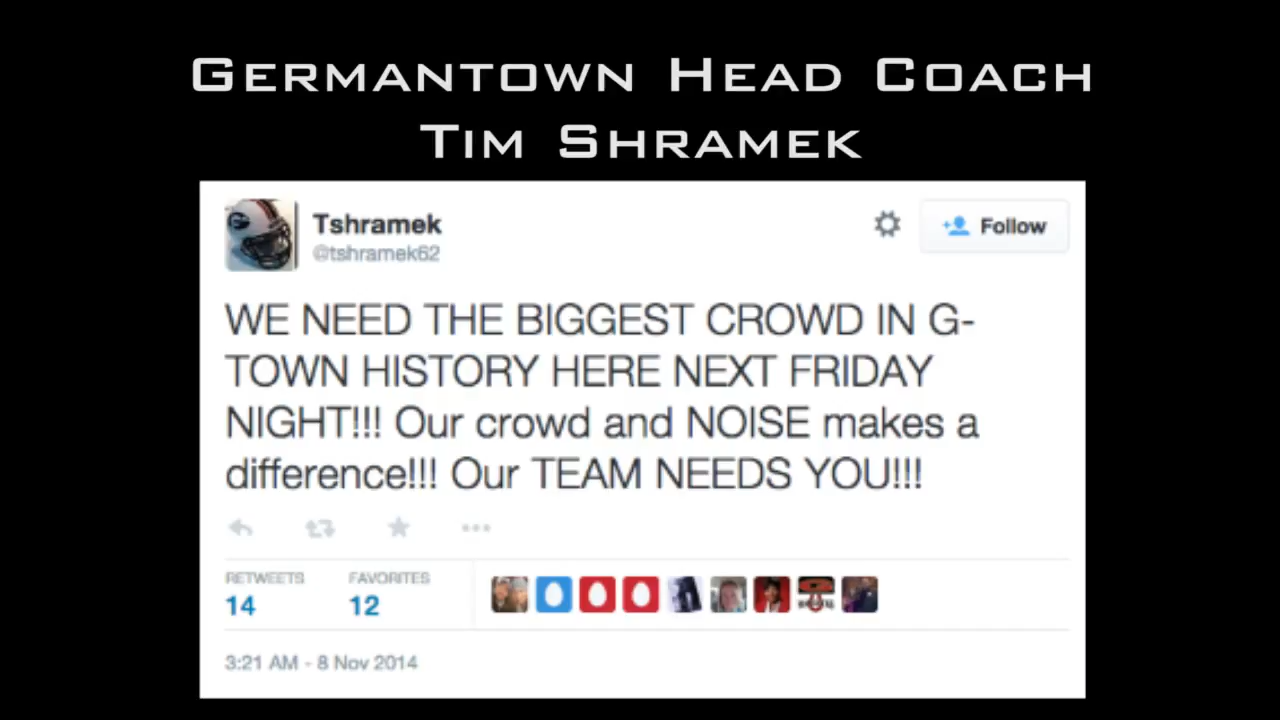 GERMANTOWN HEAD COACH
TIM SHRAMEK
Tshramek
@tshramek62
Follow
WE NEED THE BIGGEST CROWD IN G-
TOWN HISTORY HERE NEXT FRIDAY
NIGHT!!! Our crowd and NOISE makes a
difference!!! Our TEAM NEEDS YOU!!!
RETWEETS FAVORITES
14 12
3:21 AM - 8 Nov 2014